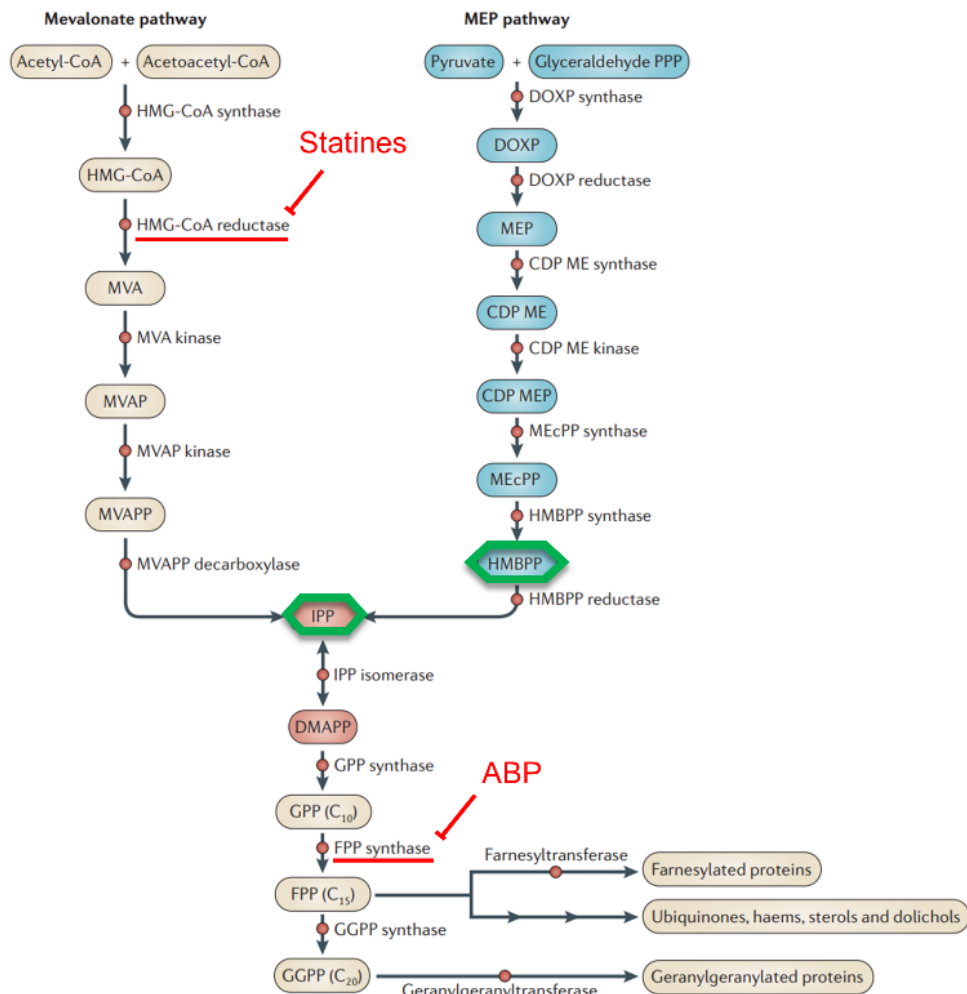 Mevalonate pathway
MEP pathway
Acetyl-CoA + Acetoacetyl-CoA
Pyruvate + Glyceraldehyde PPP
HMG-CoA synthase
DOXP synthase
Statines
HMG-CoA
DOXP
HMG-CoA reductase
DOXP reductase
MVA
MEP
MVA kinase
CDP ME synthase
MVAP
CDP ME
MVAP kinase
CDP ME kinase
MVAPP
CDP MEP
MVAPP decarboxylase
MEcPP synthase
MEcPP
HMBPP synthase
HMBPP
HMBPP reductase
IPP
IPP isomerase
DMAPP
GPP synthase
ABP
GPP (C₁₀)
FPP synthase
Farnesyltransferase
Farnesylated proteins
FPP (C₁₅)
Ubiquinones, haems, sterols and dolichols
GGPP synthase
GGPP (C₂₀)
Geranylgeranylated proteins
Geranylgeranyltransferase